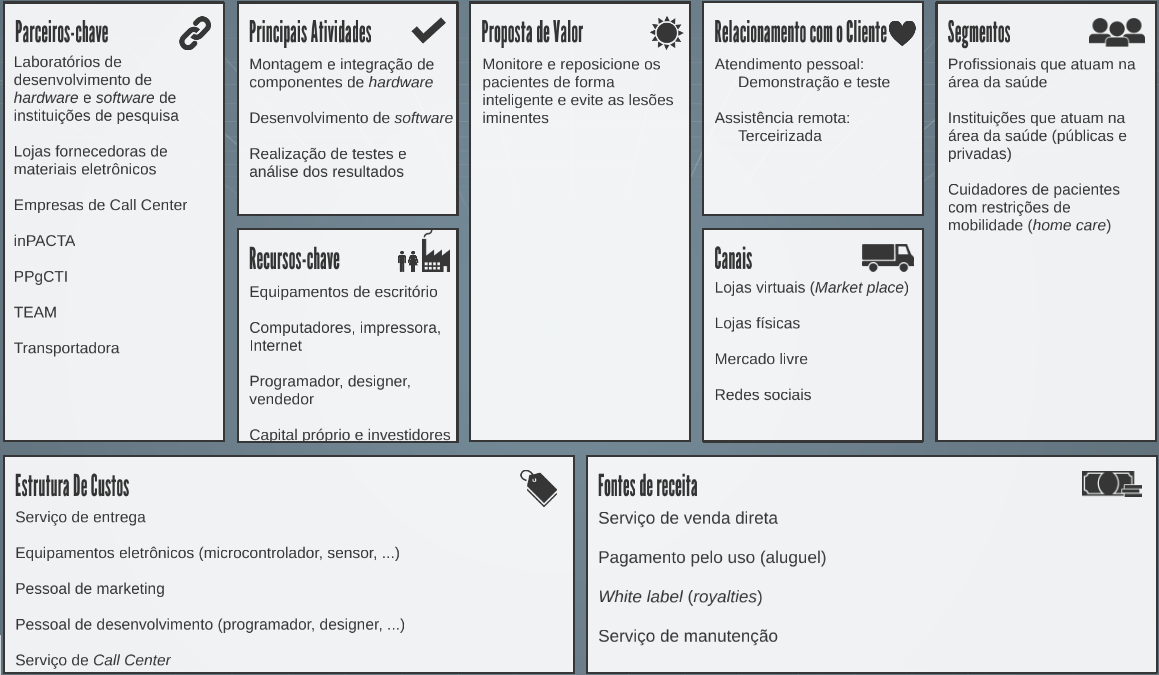 Parceiros-chave
Laboratórios de
desenvolvimento de
hardware e software de
instituições de pesquisa
Lojas fornecedoras de
materiais eletrônicos
Empresas de Call Center
inPACTA
PPgCTI
TEAM
Transportadora
Principais Atividades
Montagem e integração de
componentes de hardware
Desenvolvimento de software
Realização de testes e
análise dos resultados
Recursos-chave
Equipamentos de escritório
Computadores, impressora,
Internet
Programador, designer,
vendedor
Capital próprio e investidores
Proposta de Valor
Monitore e reposicione os
pacientes de forma
inteligente e evite as lesões
iminentes
Relacionamento com o Cliente
Atendimento pessoal:
Demonstração e teste
Assistência remota:
Terceirizada
Canais
Lojas virtuais (Market place)
Lojas físicas
Mercado livre
Redes sociais
Segmentos
Profissionais que atuam na
área da saúde
Instituições que atuam na
área da saúde (públicas e
privadas)
Cuidadores de pacientes
com restrições de
mobilidade (home care)
Estrutura De Custos
Serviço de entrega
Equipamentos eletrônicos (microcontrolador, sensor, ...)
Pessoal de marketing
Pessoal de desenvolvimento (programador, designer, ...)
Serviço de Call Center
Fontes de receita
Serviço de venda direta
Pagamento pelo uso (aluguel)
White label (royalties)
Serviço de manutenção